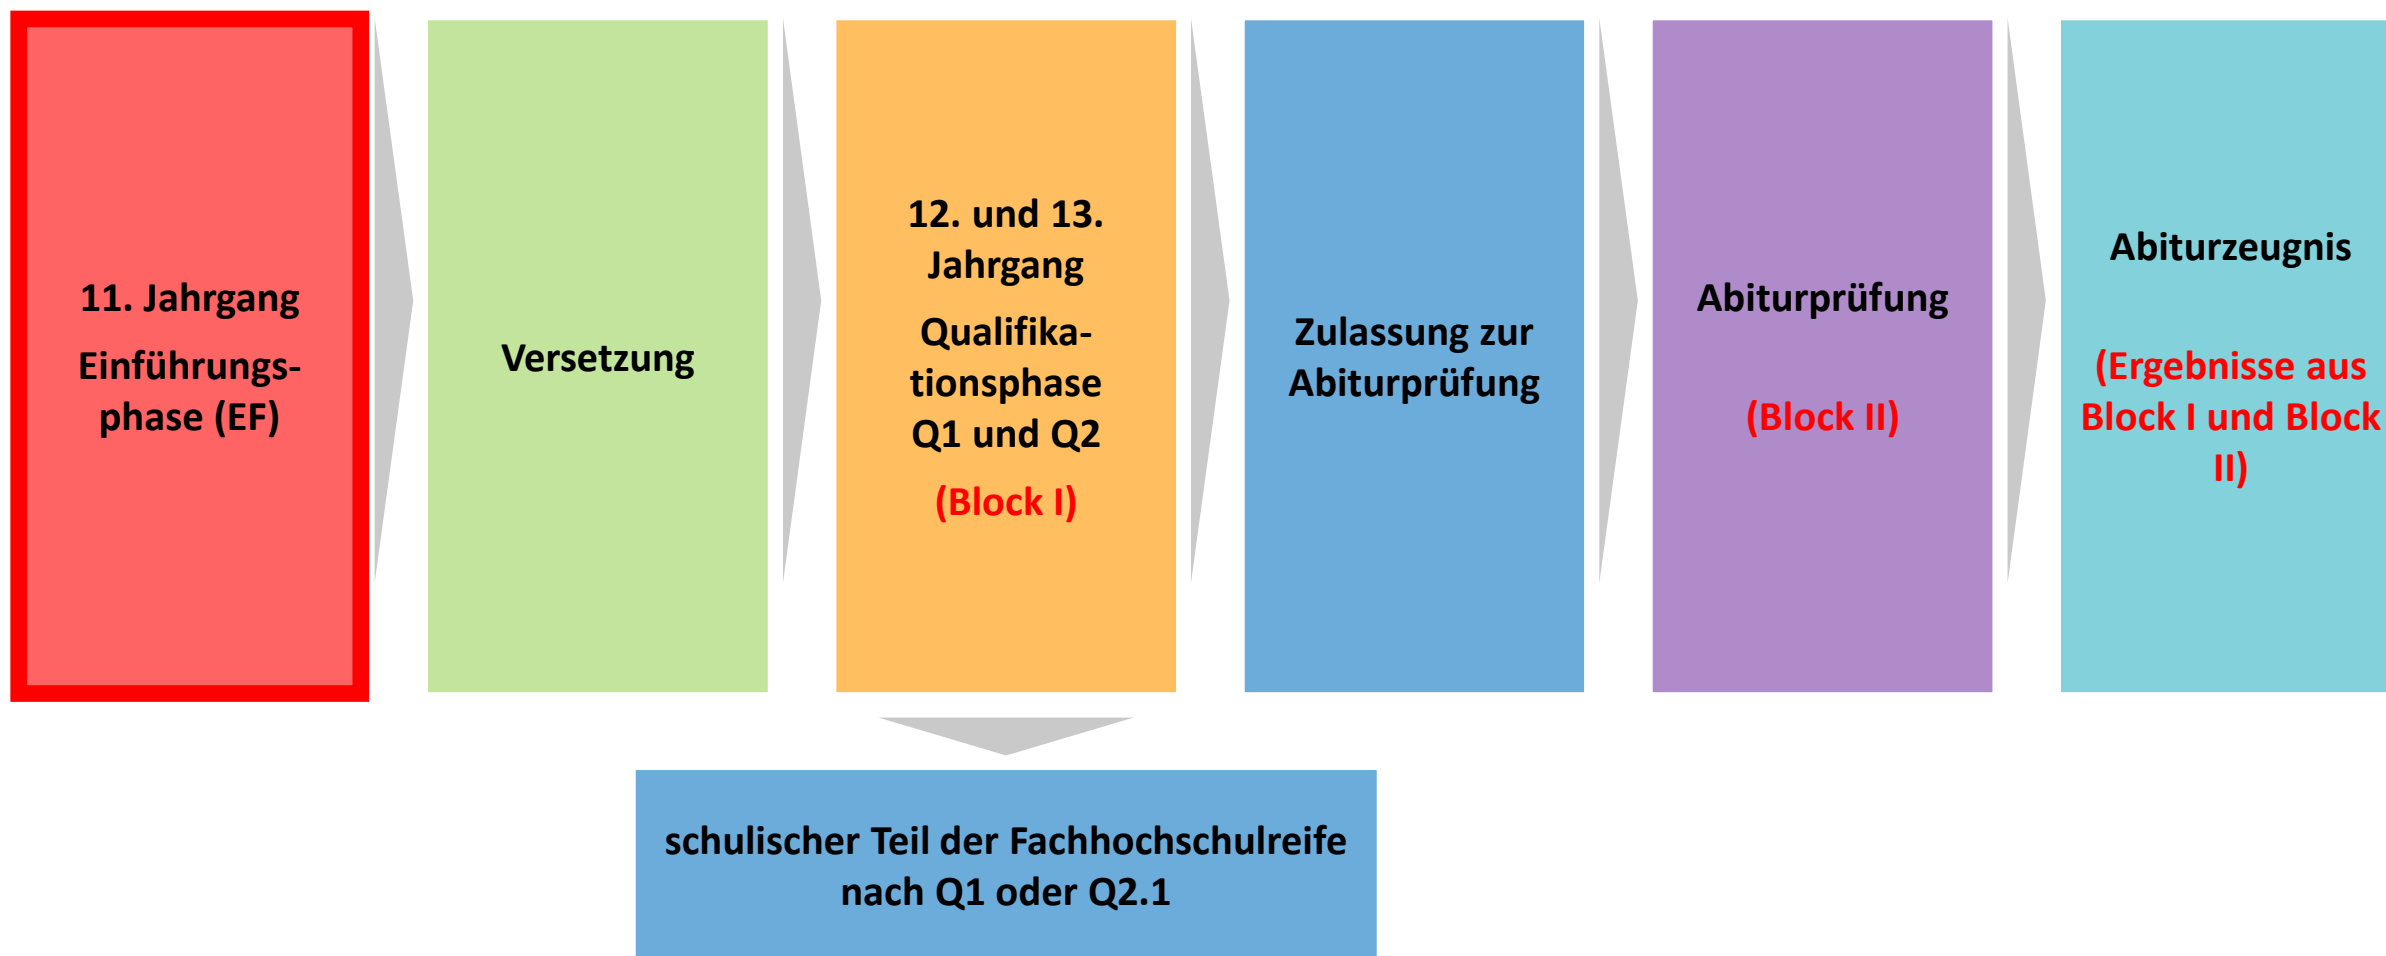 11. Jahrgang
Einführungs-
phase (EF)
Versetzung
12. und 13.
Jahrgang
Qualifika-
tionsphase
Q1 und Q2
(Block I)
Zulassung zur
Abiturprüfung
Abiturprüfung
(Block II)
Abiturzeugnis
(Ergebnisse aus
Block I und Block
II)
schulischer Teil der Fachhochschulreife
nach Q1 oder Q2.1